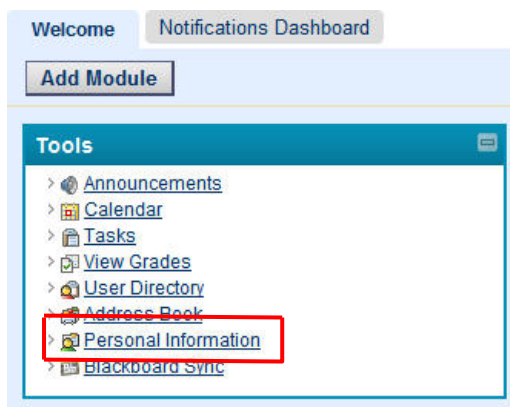 Welcome Notifications Dashboard
Add Module
Tools
Announcements
Calendar
Tasks
View Grades
User Directory
Address Book
Personal Information
Blackboard Sync